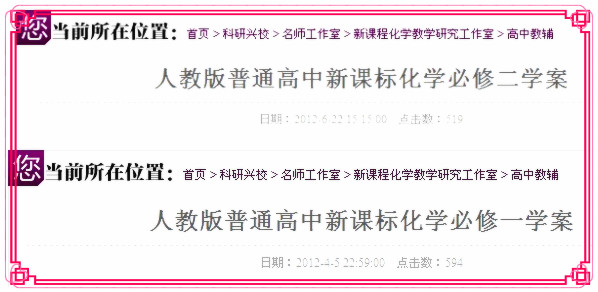 您当前所在位置：首页 > 科研兴校 > 名师工作室 > 新课程化学教学研究工作室 > 高中教辅
人教版普通高中新课标化学必修二学案
日期：2012-6-22 15:15:00 点击数：519
您当前所在位置：首页 > 科研兴校 > 名师工作室 > 新课程化学教学研究工作室 > 高中教辅
人教版普通高中新课标化学必修一学案
日期：2012-4-5 22:59:00 点击数：594